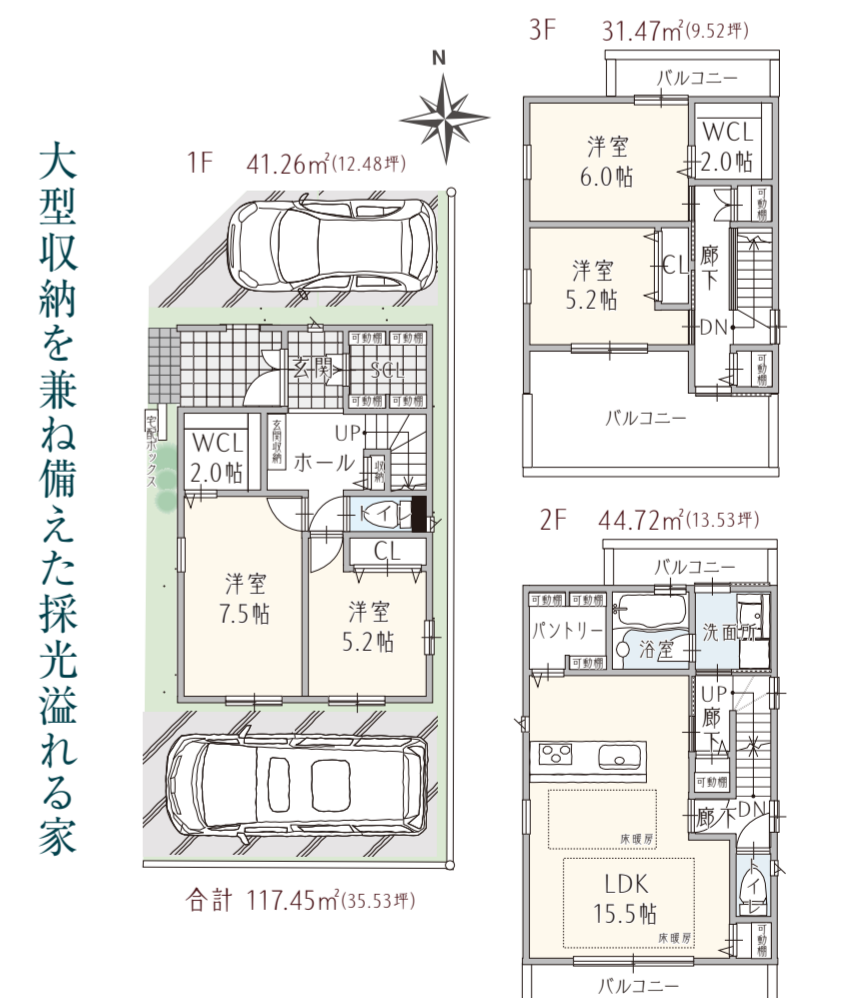 大型収納を兼ね備えた採光溢れる家
N
1F 41.26㎡(12.48坪)
玄関
可動棚 可動棚
SCL
可動棚 可動棚
宅配ボックス
WCL
2.0帖
玄関収納
ホール
UP
収納
トイレ
CL
洋室
7.5帖
洋室
5.2帖
合計 117.45㎡(35.53坪)
3F 31.47㎡(9.52坪)
バルコニー
洋室
6.0帖
WCL
2.0帖
可動棚
洋室
5.2帖
CL
廊下
DN
可動棚
バルコニー
2F 44.72㎡(13.53坪)
バルコニー
可動棚 可動棚
パントリー
可動棚
浴室
洗面所
UP
廊下
可動棚
廊下
DN
床暖房
トイレ
LDK
15.5帖
床暖房
可動棚
バルコニー